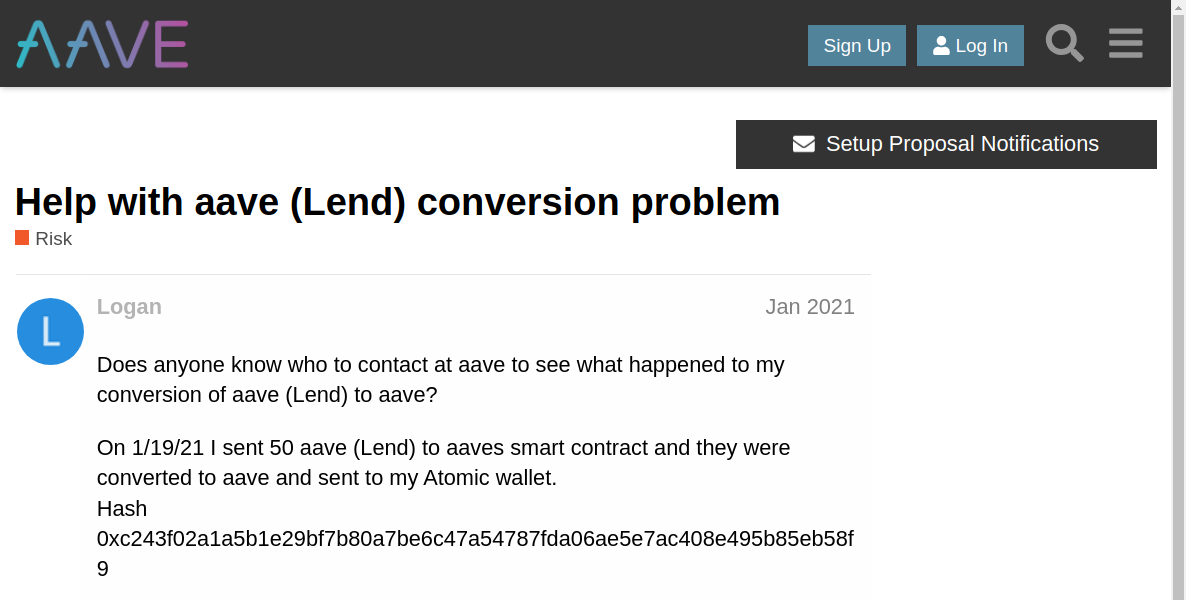 AAVE
Sign Up
Log In
Setup Proposal Notifications
Help with aave (Lend) conversion problem
Risk
L
Logan
Jan 2021
Does anyone know who to contact at aave to see what happened to my
conversion of aave (Lend) to aave?
On 1/19/21 I sent 50 aave (Lend) to aaves smart contract and they were
converted to aave and sent to my Atomic wallet.
Hash
0xc243f02a1a5b1e29bf7b80a7be6c47a54787fda06ae5e7ac408e495b85eb58f
9